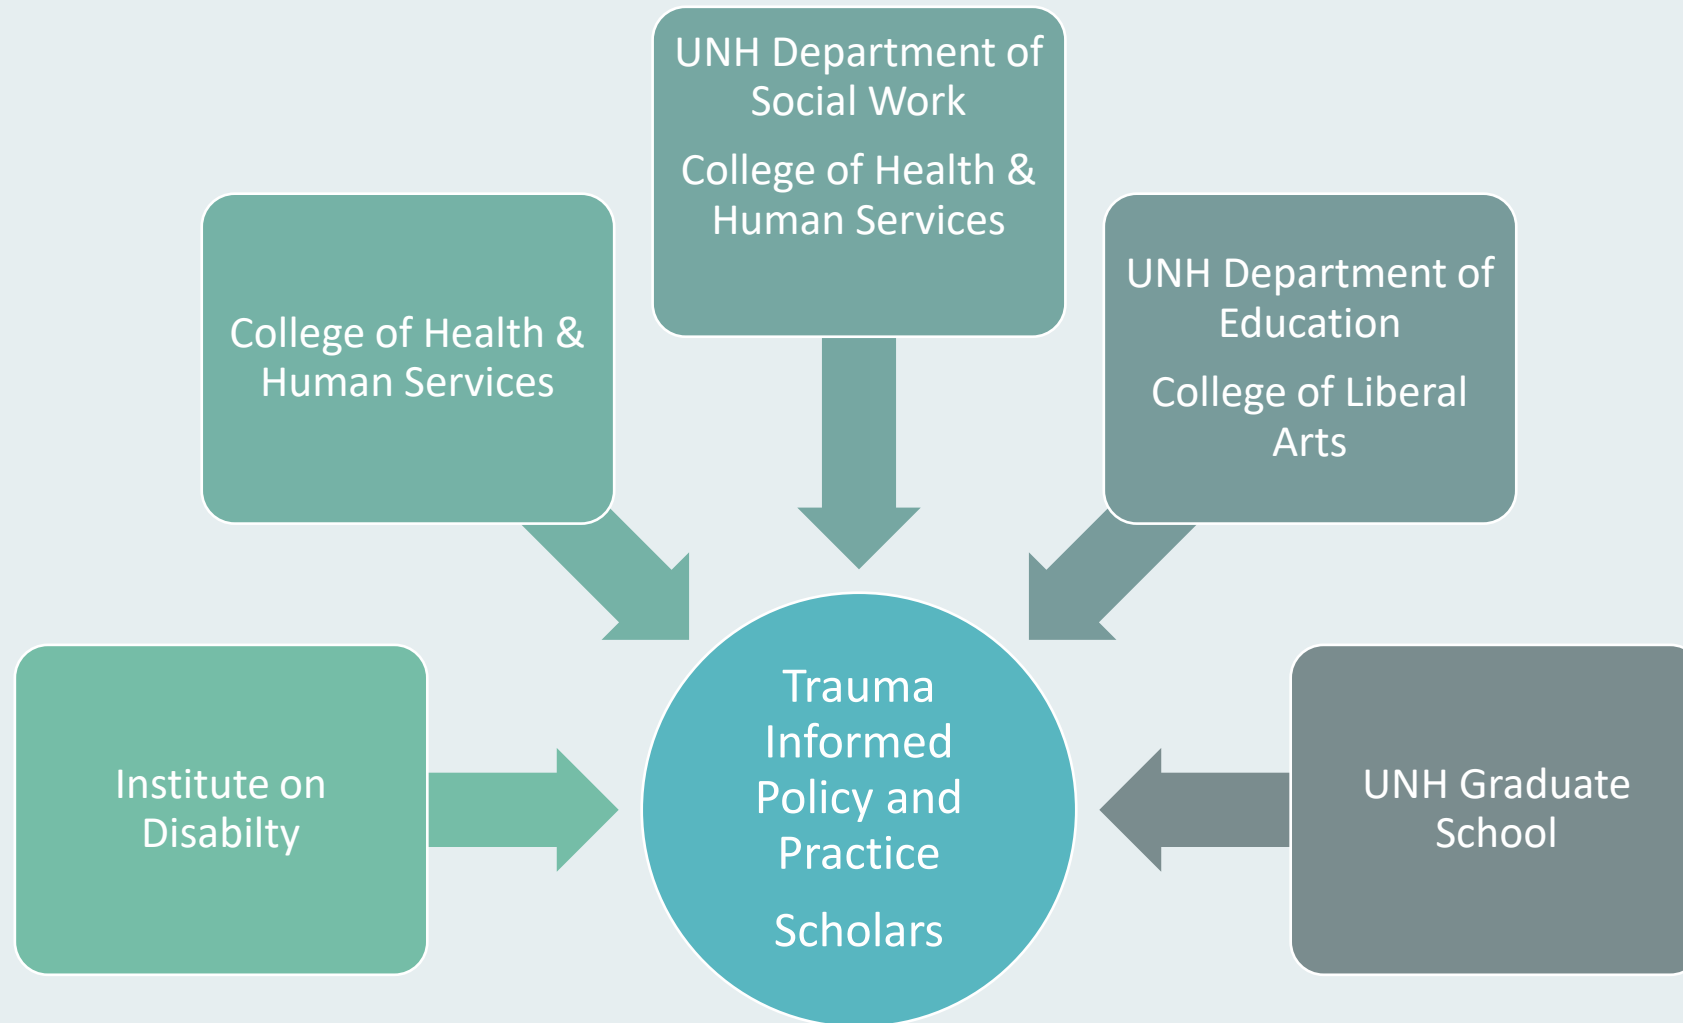 UNH Department of
Social Work
College of Health &
Human Services
College of Health &
Human Services
UNH Department of
Education
College of Liberal
Arts
Institute on
Disabilty
Trauma
Informed
Policy and
Practice
Scholars
UNH Graduate
School